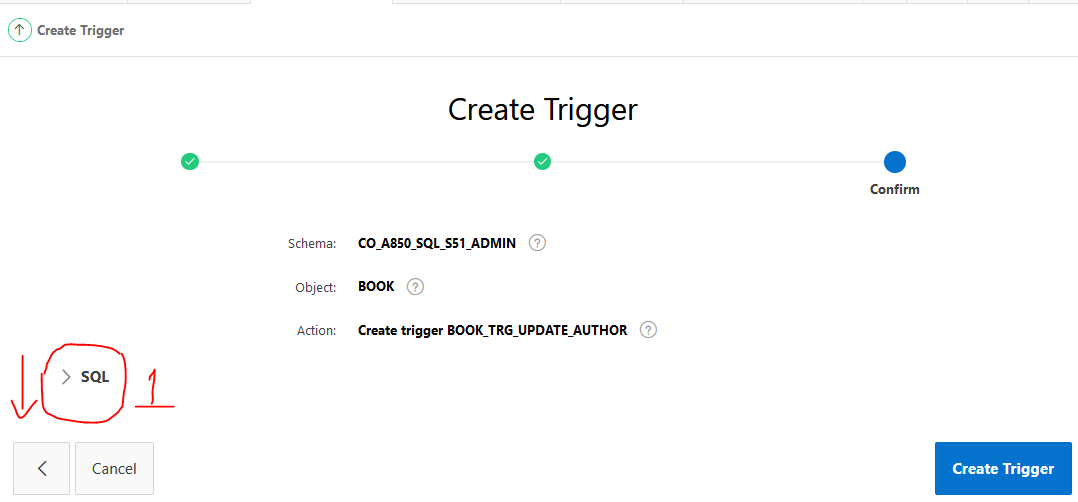 Create Trigger
Create Trigger
Confirm
Schema: CO_A850_SQL_S51_ADMIN ?
Object: BOOK ?
Action: Create trigger BOOK_TRG_UPDATE_AUTHOR ?
> SQL 1
< Cancel Create Trigger